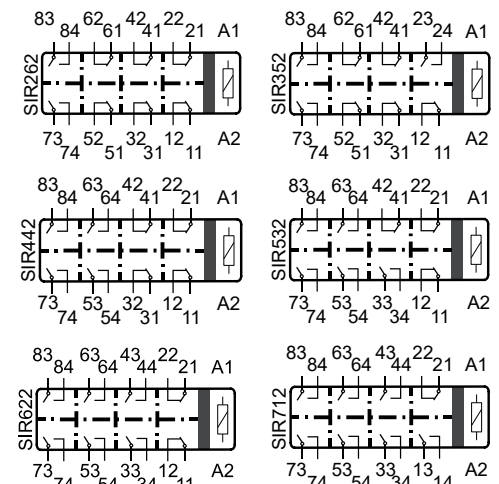 83 84 62 61 42 41 22 21 A1
SIR262
73 74 52 51 32 31 12 11 A2
83 84 62 61 42 41 23 24 A1
SIR352
73 74 52 51 32 31 12 11 A2
83 84 63 64 42 41 22 21 A1
SIR442
73 74 53 54 32 31 12 11 A2
83 84 63 64 42 41 22 21 A1
SIR532
73 74 53 54 33 34 12 11 A2
83 84 63 64 43 44 22 21 A1
SIR622
73 74 53 54 33 34 12 11 A2
83 84 63 64 43 44 22 21 A1
SIR712
73 74 53 54 33 34 13 14 A2